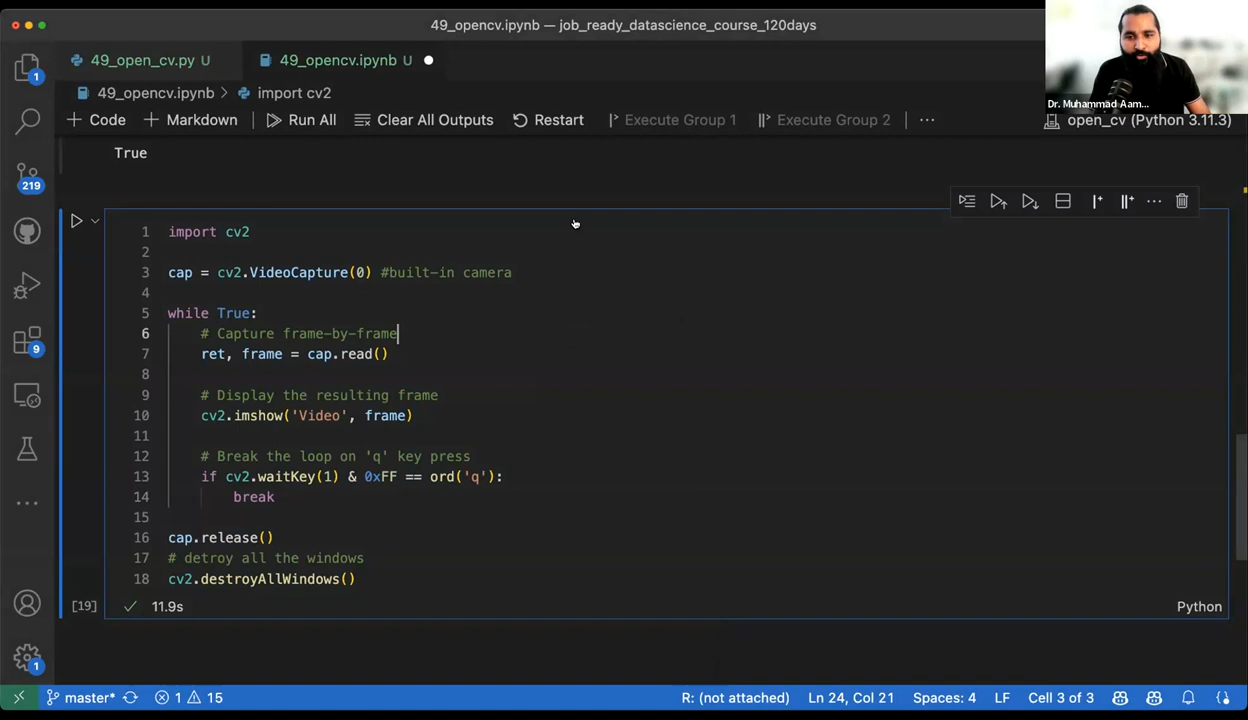 49_opencv.ipynb — job_ready_datascience_course_120days
49_open_cv.py U
49_opencv.ipynb U
49_opencv.ipynb > import cv2
Code
Markdown
Run All
Clear All Outputs
Restart
Execute Group 1
Execute Group 2
...
open_cv (Python 3.11.3)
Dr. Muhammad Aam...
1
219
9
1
True
1 import cv2
2
3 cap = cv2.VideoCapture(0) #built-in camera
4
5 while True:
6 # Capture frame-by-frame
7 ret, frame = cap.read()
8
9 # Display the resulting frame
10 cv2.imshow('Video', frame)
11
12 # Break the loop on 'q' key press
13 if cv2.waitKey(1) & 0xFF == ord('q'):
14 break
15
16 cap.release()
17 # detroy all the windows
18 cv2.destroyAllWindows()
[19]
11.9s
Python
master*
1
15
R: (not attached)
Ln 24, Col 21
Spaces: 4
LF
Cell 3 of 3